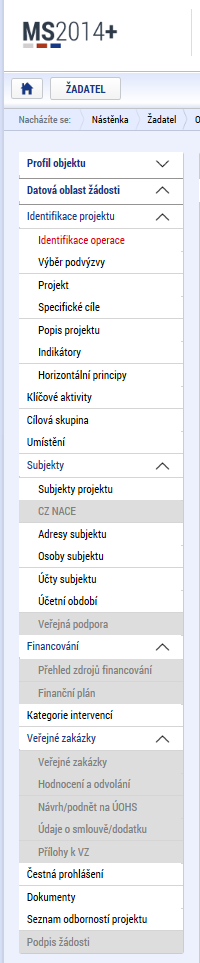 MS2014+
ŽADATEL
Nacházíte se: Nástěnka Žadatel
Profil objektu
Datová oblast žádosti
Identifikace projektu
Identifikace operace
Výběr podvýzvy
Projekt
Specifické cíle
Popis projektu
Indikátory
Horizontální principy
Klíčové aktivity
Cílová skupina
Umístění
Subjekty
Subjekty projektu
CZ NACE
Adresy subjektu
Osoby subjektu
Účty subjektu
Účetní období
Veřejná podpora
Financování
Přehled zdrojů financování
Finanční plán
Kategorie intervencí
Veřejné zakázky
Veřejné zakázky
Hodnocení a odvolání
Návrh/podnět na ÚOHS
Údaje o smlouvě/dodatku
Přílohy k VZ
Čestná prohlášení
Dokumenty
Seznam odborností projektu
Podpis žádosti